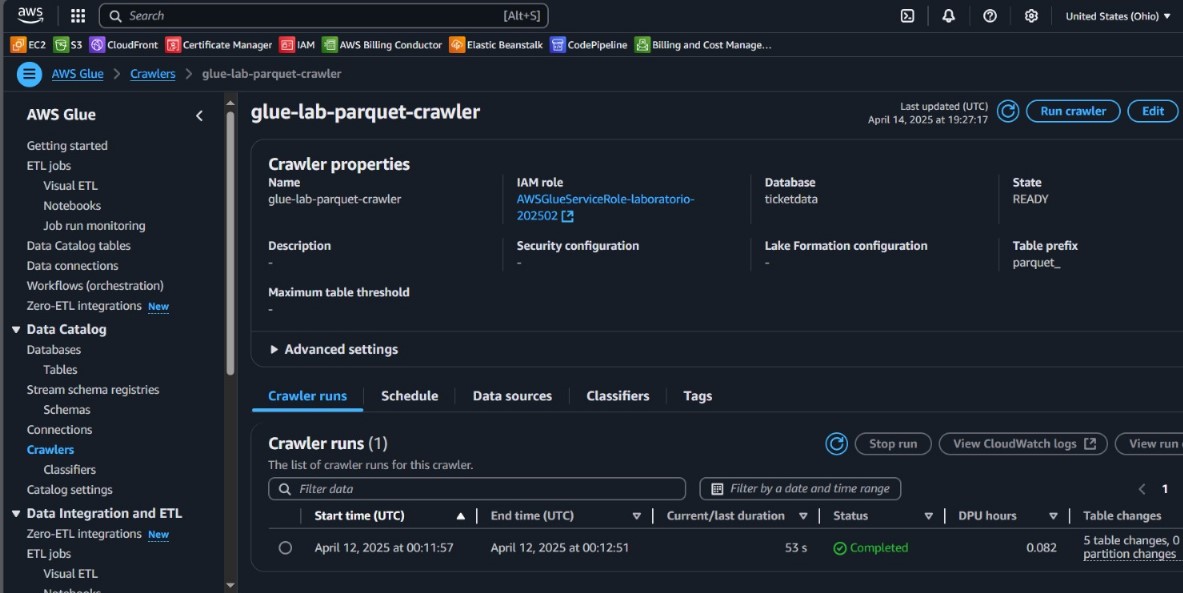 aws
Search [Alt+S]
United States (Ohio)
EC2 S3 CloudFront Certificate Manager IAM AWS Billing Conductor Elastic Beanstalk CodePipeline Billing and Cost Manage...
AWS Glue > Crawlers > glue-lab-parquet-crawler
AWS Glue
Getting started
ETL jobs
Visual ETL
Notebooks
Job run monitoring
Data Catalog tables
Data connections
Workflows (orchestration)
Zero-ETL integrations New
Data Catalog
Databases
Tables
Stream schema registries
Schemas
Connections
Crawlers
Classifiers
Catalog settings
Data Integration and ETL
Zero-ETL integrations New
ETL jobs
Visual ETL
Notebooks
glue-lab-parquet-crawler
Last updated (UTC)
April 14, 2025 at 19:27:17
Run crawler Edit
Crawler properties
Name
glue-lab-parquet-crawler
IAM role
AWSGlueServiceRole-laboratorio-
202502
Database
ticketdata
State
READY
Description
-
Security configuration
-
Lake Formation configuration
-
Table prefix
parquet_
Maximum table threshold
-
Advanced settings
Crawler runs Schedule Data sources Classifiers Tags
Crawler runs (1)
The list of crawler runs for this crawler.
Stop run View CloudWatch logs View run
Filter data Filter by a date and time range 1
Start time (UTC) End time (UTC) Current/last duration Status DPU hours Table changes
April 12, 2025 at 00:11:57 April 12, 2025 at 00:12:51 53 s Completed 0.082 5 table changes, 0
partition changes